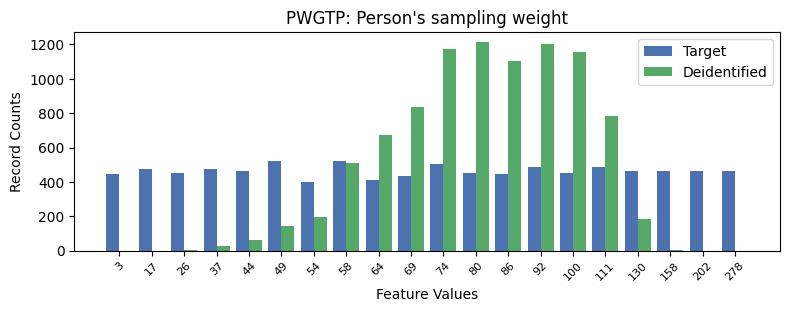 PWGTP: Person's sampling weight
Target
Deidentified
Record Counts
1200
1000
800
600
400
200
0
3 17 26 37 44 49 54 58 64 69 74 80 86 92 100 111 130 158 202 278
Feature Values